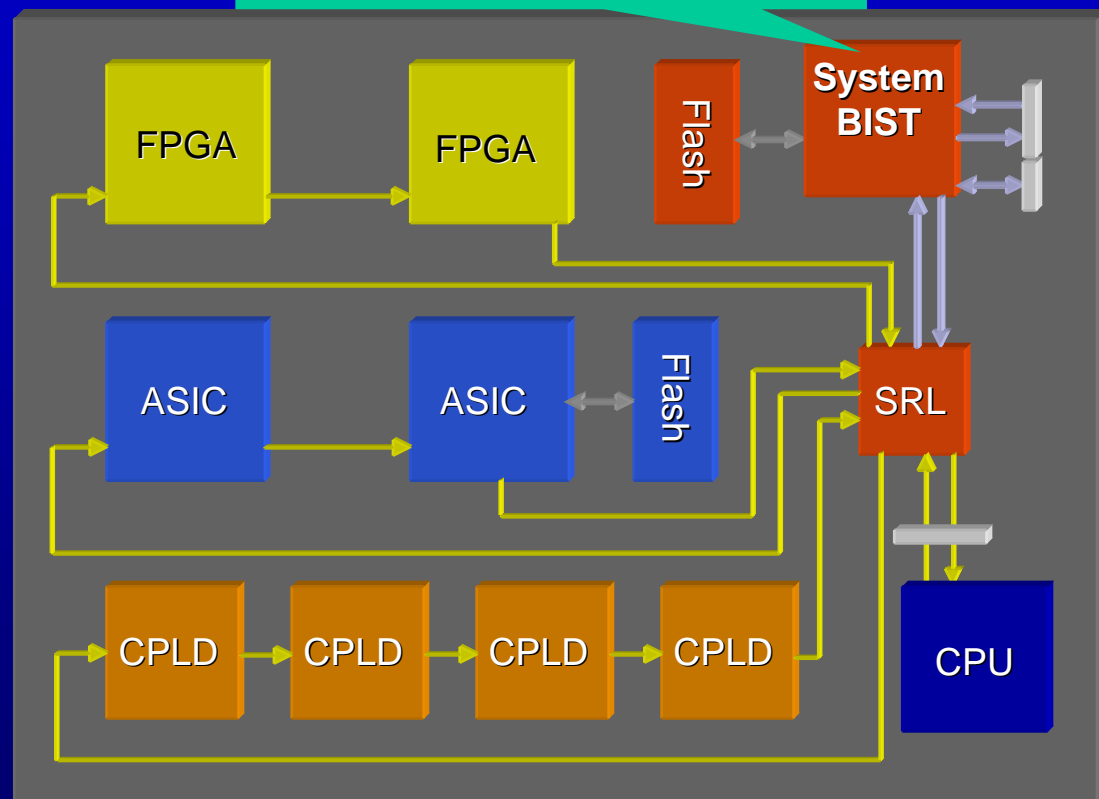 System
BIST
FPGA
FPGA
Flash
ASIC
ASIC
Flash
SRL
CPLD
CPLD
CPLD
CPLD
CPU